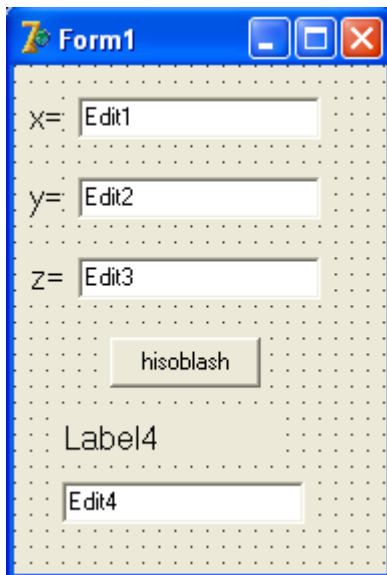 Form1
x= Edit1
y= Edit2
z= Edit3
hisoblash
Label4
Edit4